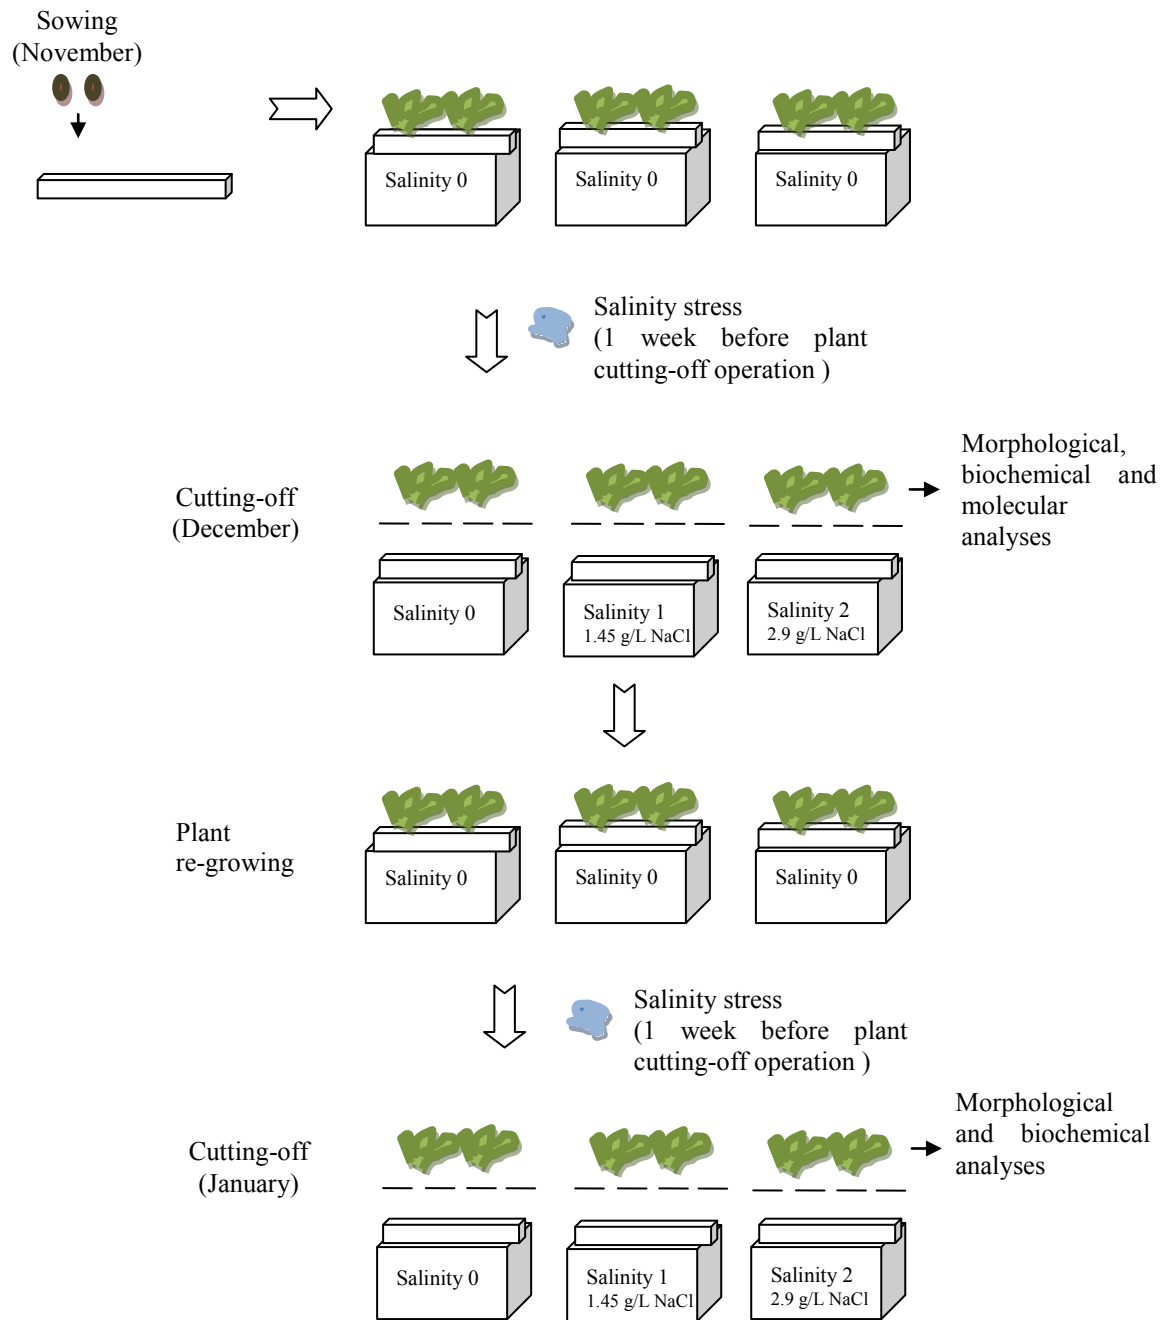 Sowing
(November)
Salinity 0
Salinity 0
Salinity 0
Salinity stress
(1 week before plant
cutting-off operation )
Cutting-off
(December)
Morphological,
biochemical and
molecular
analyses
Salinity 0
Salinity 1
1.45 g/L NaCl
Salinity 2
2.9 g/L NaCl
Plant
re-growing
Salinity 0
Salinity 0
Salinity 0
Salinity stress
(1 week before plant
cutting-off operation )
Cutting-off
(January)
Morphological
and biochemical
analyses
Salinity 0
Salinity 1
1.45 g/L NaCl
Salinity 2
2.9 g/L NaCl